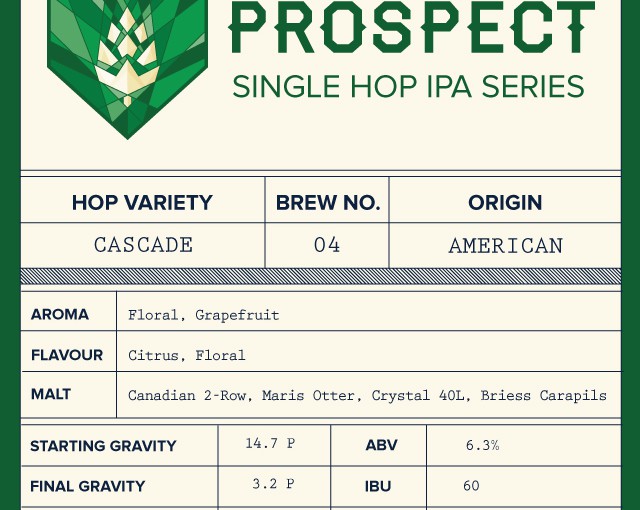 PROSPECT
SINGLE HOP IPA SERIES
HOP VARIETY BREW NO. ORIGIN
CASCADE 04 AMERICAN
AROMA Floral, Grapefruit
FLAVOUR Citrus, Floral
MALT Canadian 2-Row, Maris Otter, Crystal 40L, Briess Carapils
STARTING GRAVITY 14.7 P ABV 6.3%
FINAL GRAVITY 3.2 P IBU 60